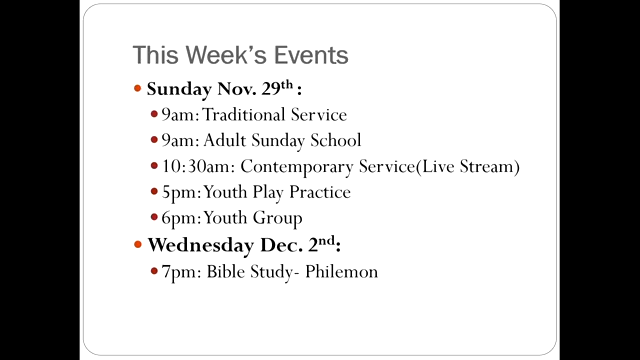 This Week's Events
• Sunday Nov. 29th:
• 9am: Traditional Service
• 9am: Adult Sunday School
• 10:30am: Contemporary Service(Live Stream)
• 5pm: Youth Play Practice
• 6pm: Youth Group
• Wednesday Dec. 2nd:
• 7pm: Bible Study- Philemon